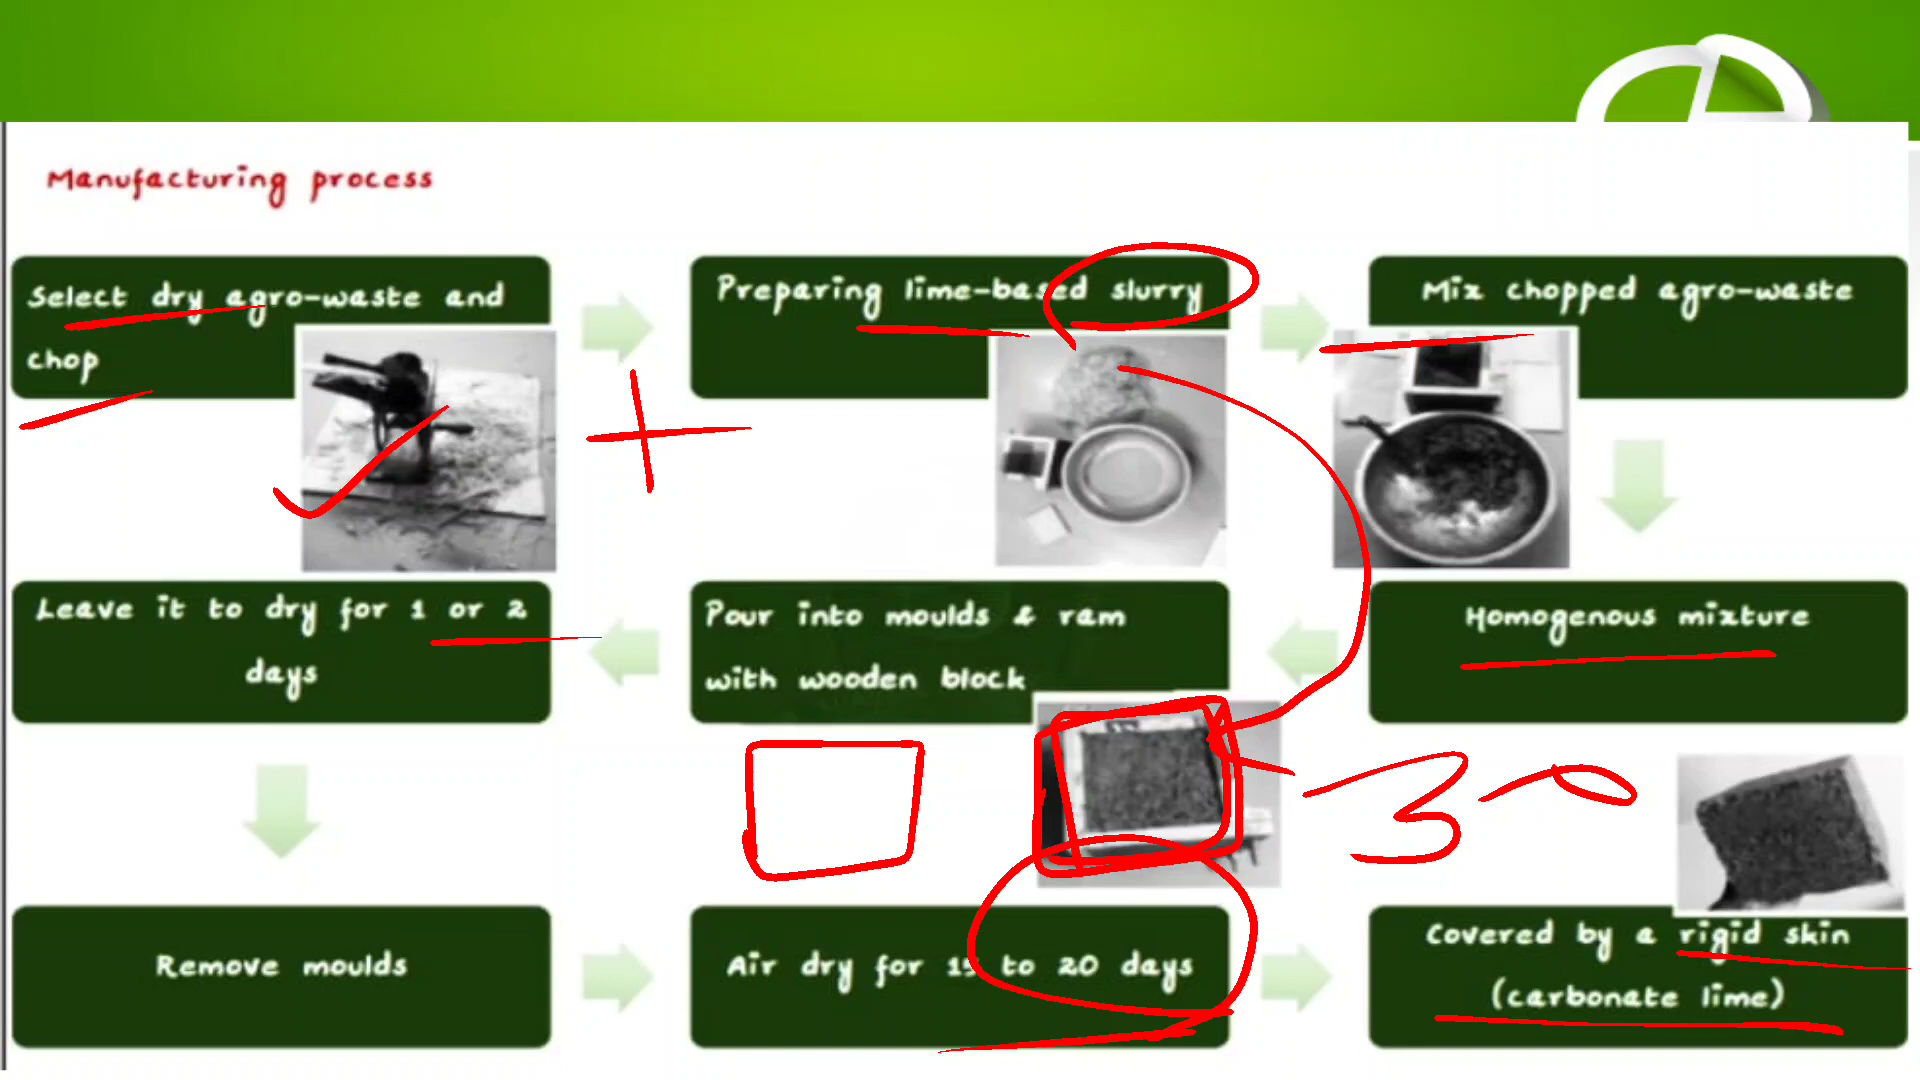 Manufacturing process
Select dry agro-waste and
chop
Preparing lime-based slurry
Mix chopped agro-waste
Homogenous mixture
Pour into moulds & ram
with wooden block
Leave it to dry for 1 or 2
days
Remove moulds
Air dry for 15 to 20 days
Covered by a rigid skin
(carbonate lime)